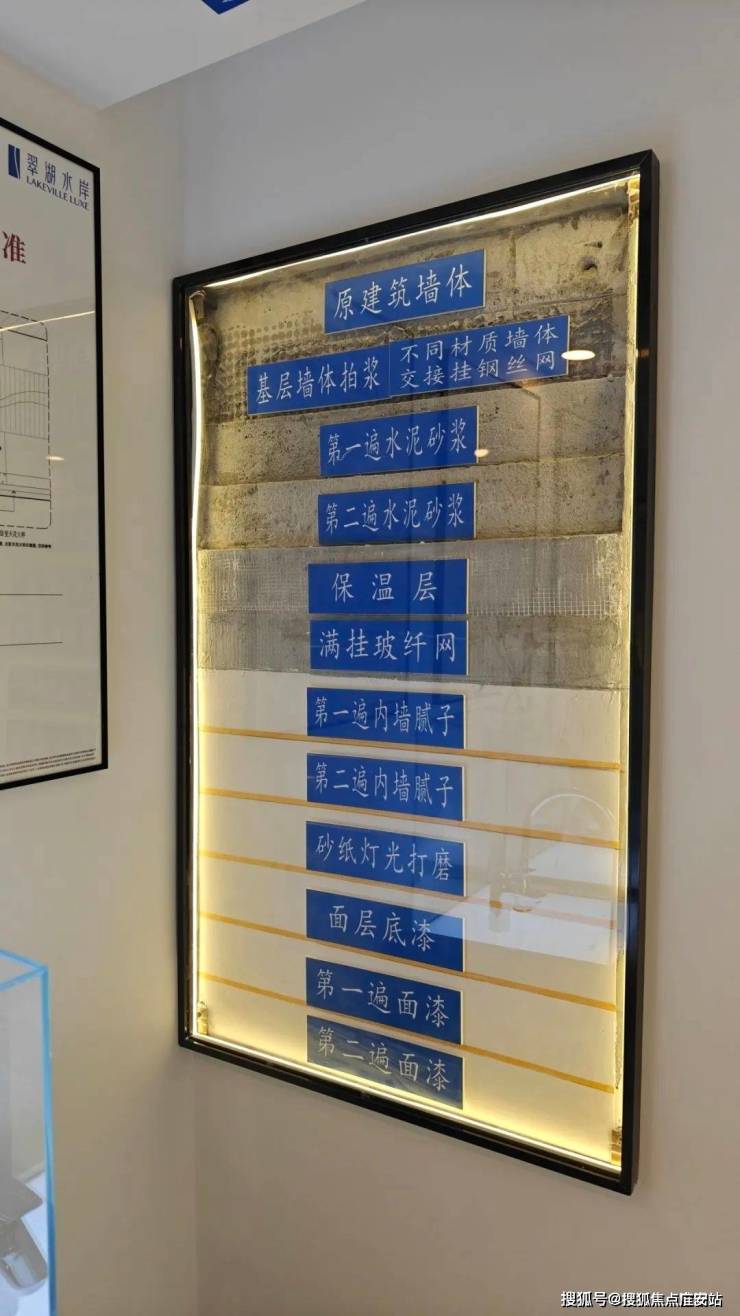 翠湖水岸
LAKEVILLE LUXE
准
原建筑墙体
基层墙体拍浆
不同材质墙体
交接挂钢丝网
第一遍水泥砂浆
第二遍水泥砂浆
保温层
满挂玻纤网
第一遍内墙腻子
第二遍内墙腻子
砂纸灯光打磨
面层底漆
第一遍面漆
第二遍面漆
搜狐号@搜狐焦点庄安站